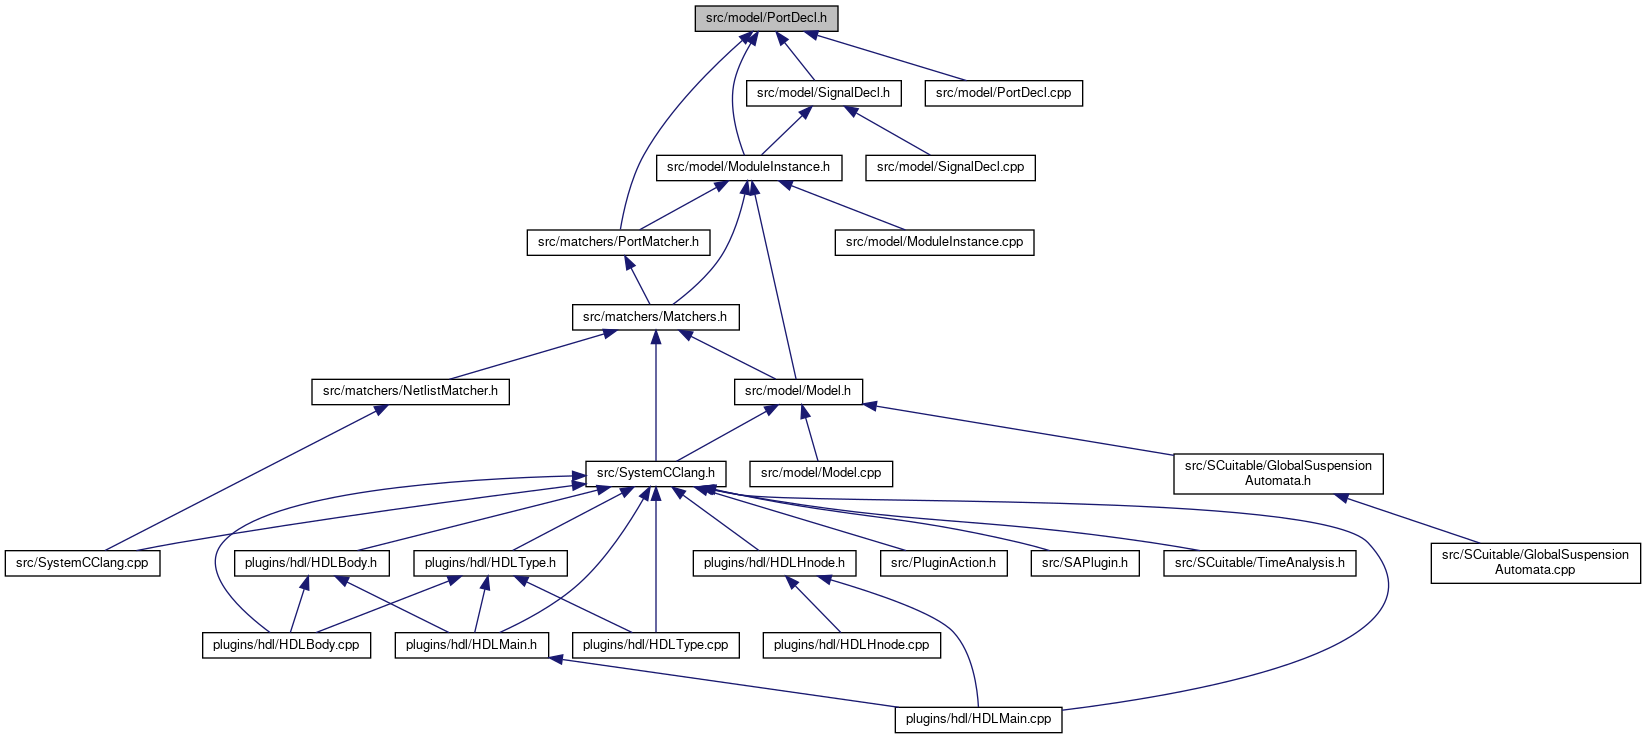 src/model/PortDecl.h
src/model/SignalDecl.h
src/model/PortDecl.cpp
src/model/ModuleInstance.h
src/model/SignalDecl.cpp
src/matchers/PortMatcher.h
src/model/ModuleInstance.cpp
src/matchers/Matchers.h
src/matchers/NetlistMatcher.h
src/model/Model.h
src/SystemCClang.h
src/model/Model.cpp
src/SCuitable/GlobalSuspension
Automata.h
src/SystemCClang.cpp
plugins/hdl/HDLBody.h
plugins/hdl/HDLType.h
plugins/hdl/HDLHnode.h
src/PluginAction.h
src/SAPlugin.h
src/SCuitable/TimeAnalysis.h
src/SCuitable/GlobalSuspension
Automata.cpp
plugins/hdl/HDLBody.cpp
plugins/hdl/HDLMain.h
plugins/hdl/HDLType.cpp
plugins/hdl/HDLHnode.cpp
plugins/hdl/HDLMain.cpp